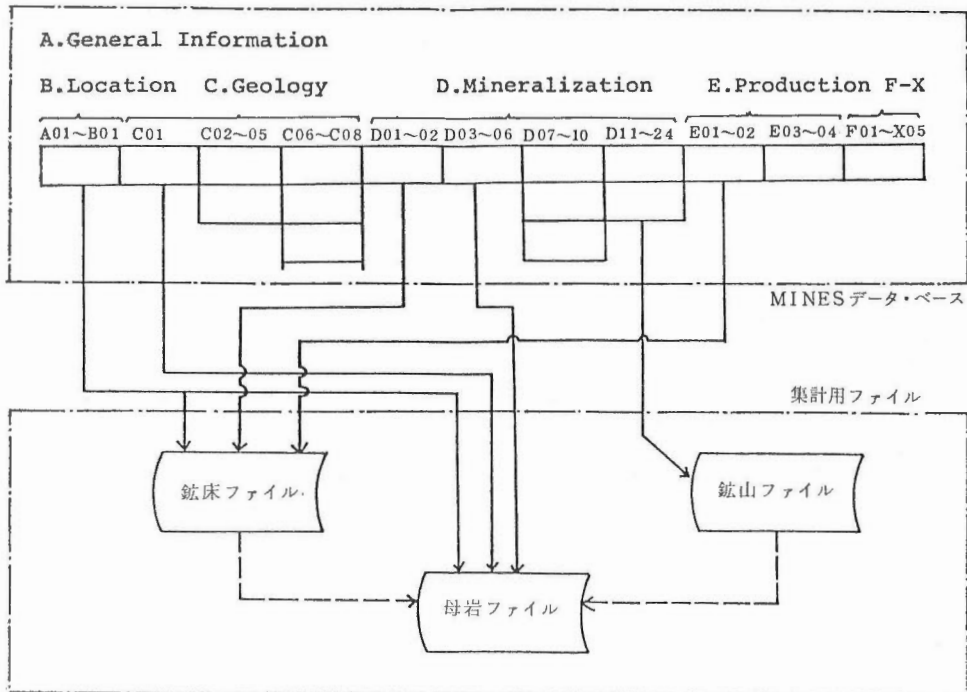 A.General Information
B.Location C.Geology D.Mineralization E.Production F-X
A01~B01 C01 C02~05 C06~C08 D01~02 D03~06 D07~10 D11~24 E01~02 E03~04 F01~X05
MINESデータ・ベース
集計用ファイル
鉱床ファイル 鉱山ファイル
母岩ファイル